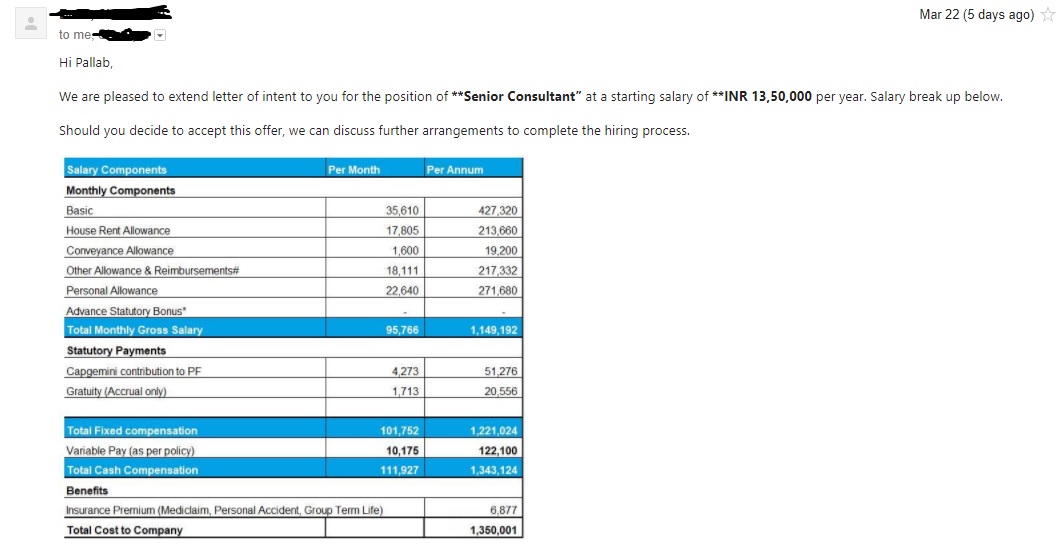 Mar 22 (5 days ago)
to me,
Hi Pallab,
We are pleased to extend letter of intent to you for the position of **Senior Consultant" at a starting salary of **INR 13,50,000 per year. Salary break up below.
Should you decide to accept this offer, we can discuss further arrangements to complete the hiring process.
Salary Components Per Month Per Annum
Monthly Components
Basic 35,610 427,320
House Rent Allowance 17,805 213,660
Conveyance Allowance 1,600 19,200
Other Allowance & Reimbursements# 18,111 217,332
Personal Allowance 22,640 271,680
Advance Statutory Bonus* - -
Total Monthly Gross Salary 95,766 1,149,192
Statutory Payments
Capgemini contribution to PF 4,273 51,276
Gratuity (Accrual only) 1,713 20,556
Total Fixed compensation 101,752 1,221,024
Variable Pay (as per policy) 10,175 122,100
Total Cash Compensation 111,927 1,343,124
Benefits
Insurance Premium (Mediclaim, Personal Accident, Group Term Life) 6,877
Total Cost to Company 1,350,001